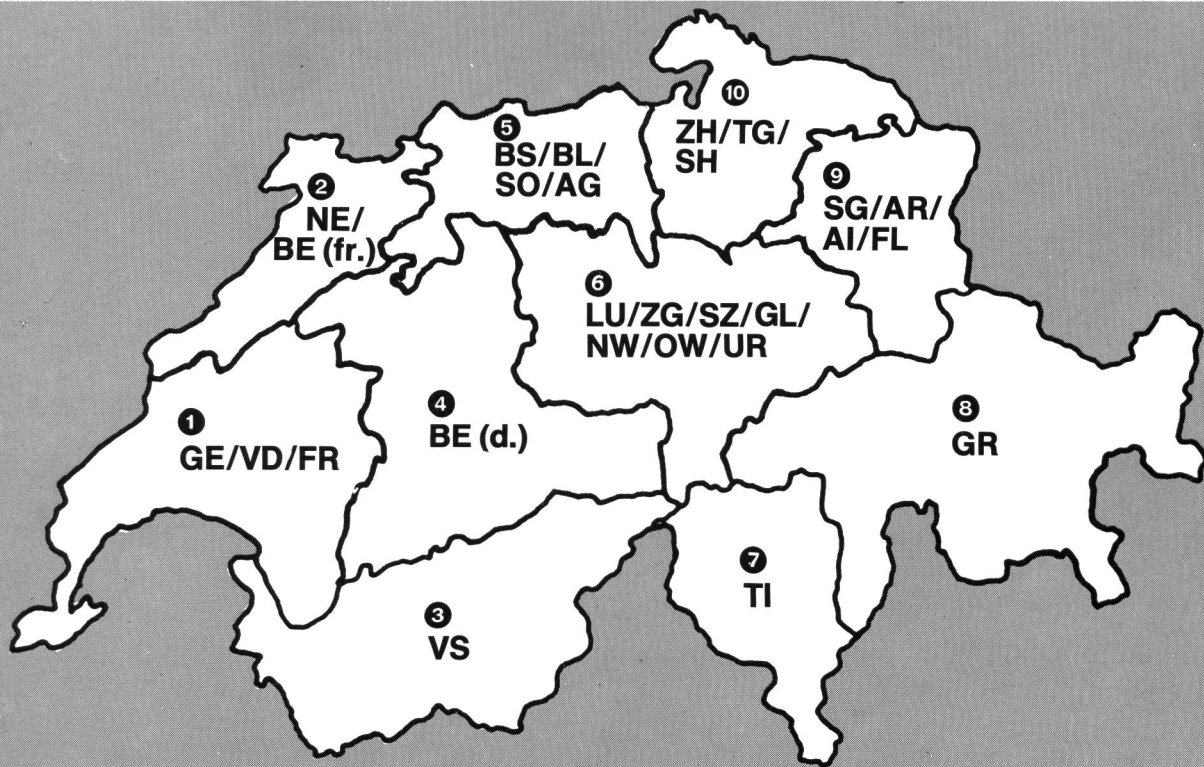 10
ZH/TG/
SH
5
BS/BL/
SO/AG
9
SG/AR/
AI/FL
2
NE/
BE (fr.)
6
LU/ZG/SZ/GL/
NW/OW/UR
1
GE/VD/FR
4
BE (d.)
8
GR
7
TI
3
VS